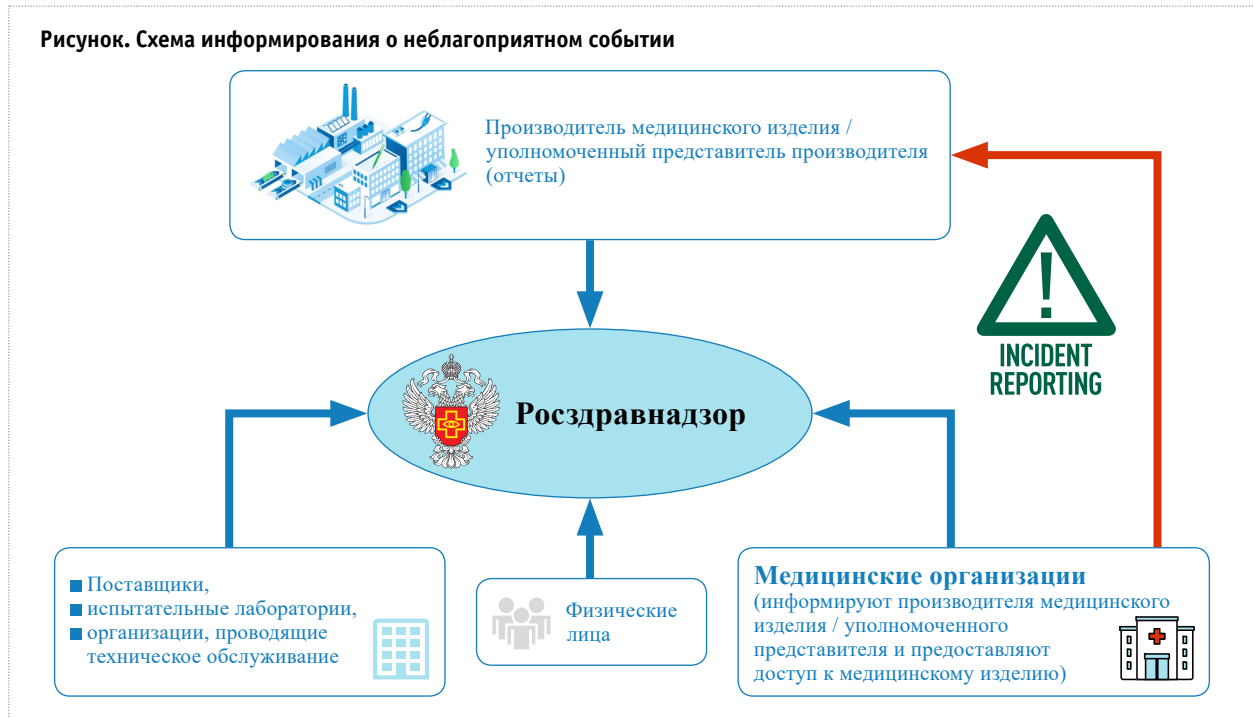 Рисунок. Схема информирования о неблагоприятном событии
Производитель медицинского изделия /
уполномоченный представитель производителя
(отчеты)
INCIDENT
REPORTING
Росздравнадзор
Поставщики,
испытательные лаборатории,
организации, проводящие
техническое обслуживание
Физические
лица
Медицинские организации
(информируют производителя медицинского
изделия / уполномоченного
представителя и предоставляют
доступ к медицинскому изделию)